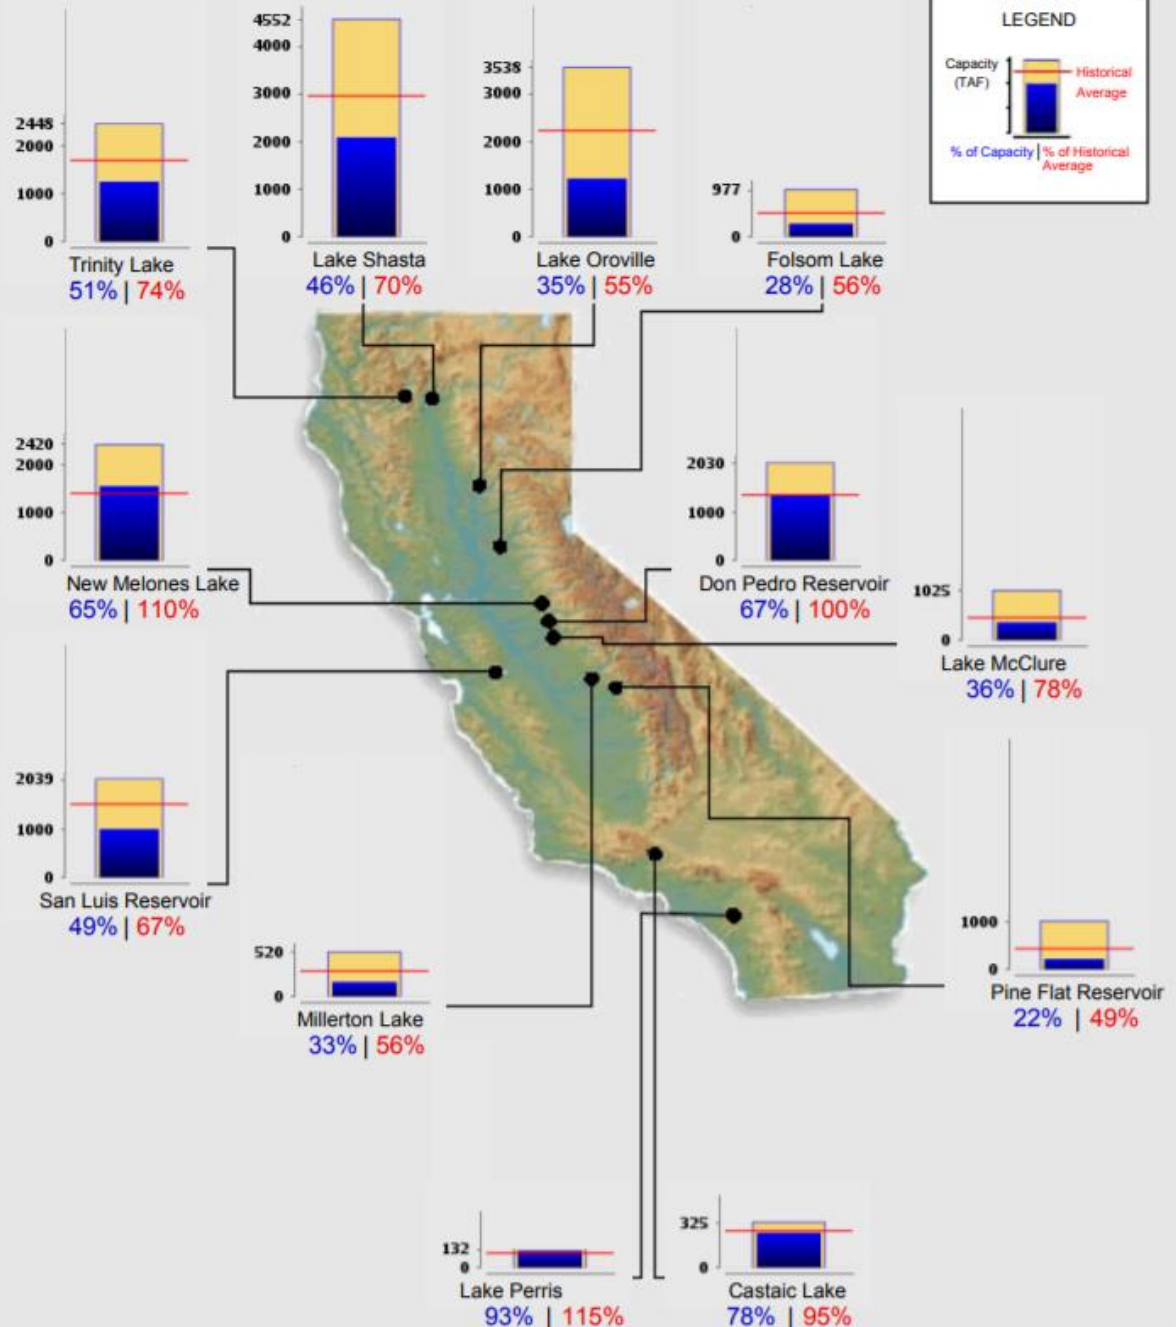 LEGEND
Capacity
(TAF)
Historical
Average
% of Capacity | % of Historical
Average
2448
2000
1000
0
Trinity Lake
51% | 74%
4552
4000
3000
2000
1000
0
Lake Shasta
46% | 70%
3538
3000
2000
1000
0
Lake Oroville
35% | 55%
977
0
Folsom Lake
28% | 56%
2420
2000
1000
0
New Melones Lake
65% | 110%
2030
1000
0
Don Pedro Reservoir
67% | 100%
1025
0
Lake McClure
36% | 78%
2039
1000
0
San Luis Reservoir
49% | 67%
520
0
Millerton Lake
33% | 56%
1000
0
Pine Flat Reservoir
22% | 49%
132
0
Lake Perris
93% | 115%
325
0
Castaic Lake
78% | 95%